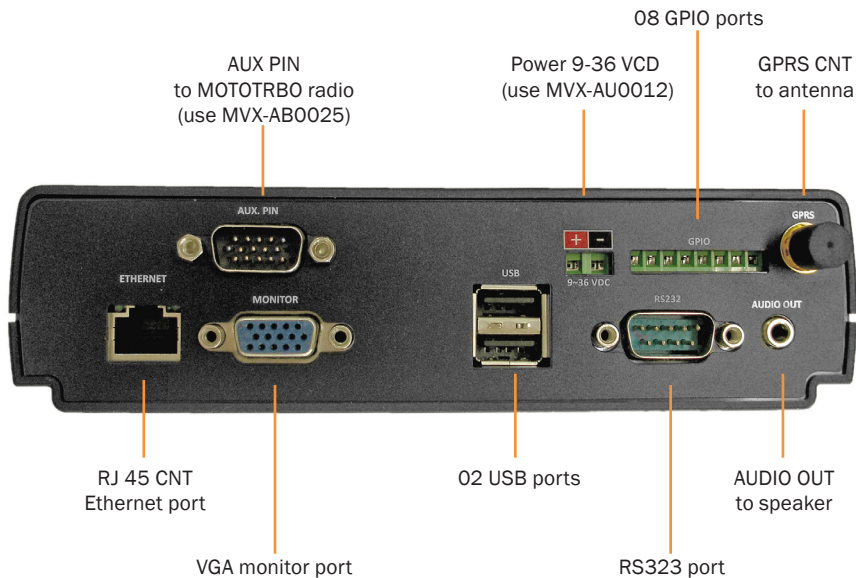 08 GPIO ports
AUX PIN
to MOTOTRBO radio
(use MVX-AB0025)
Power 9-36 VCD
(use MVX-AU0012)
GPRS CNT
to antenna
AUX. PIN
GPRS
+ -
GPIO
ETHERNET
MONITOR
USB
9~36 VDC
RS232
AUDIO OUT
RJ 45 CNT
Ethernet port
02 USB ports
AUDIO OUT
to speaker
VGA monitor port
RS323 port